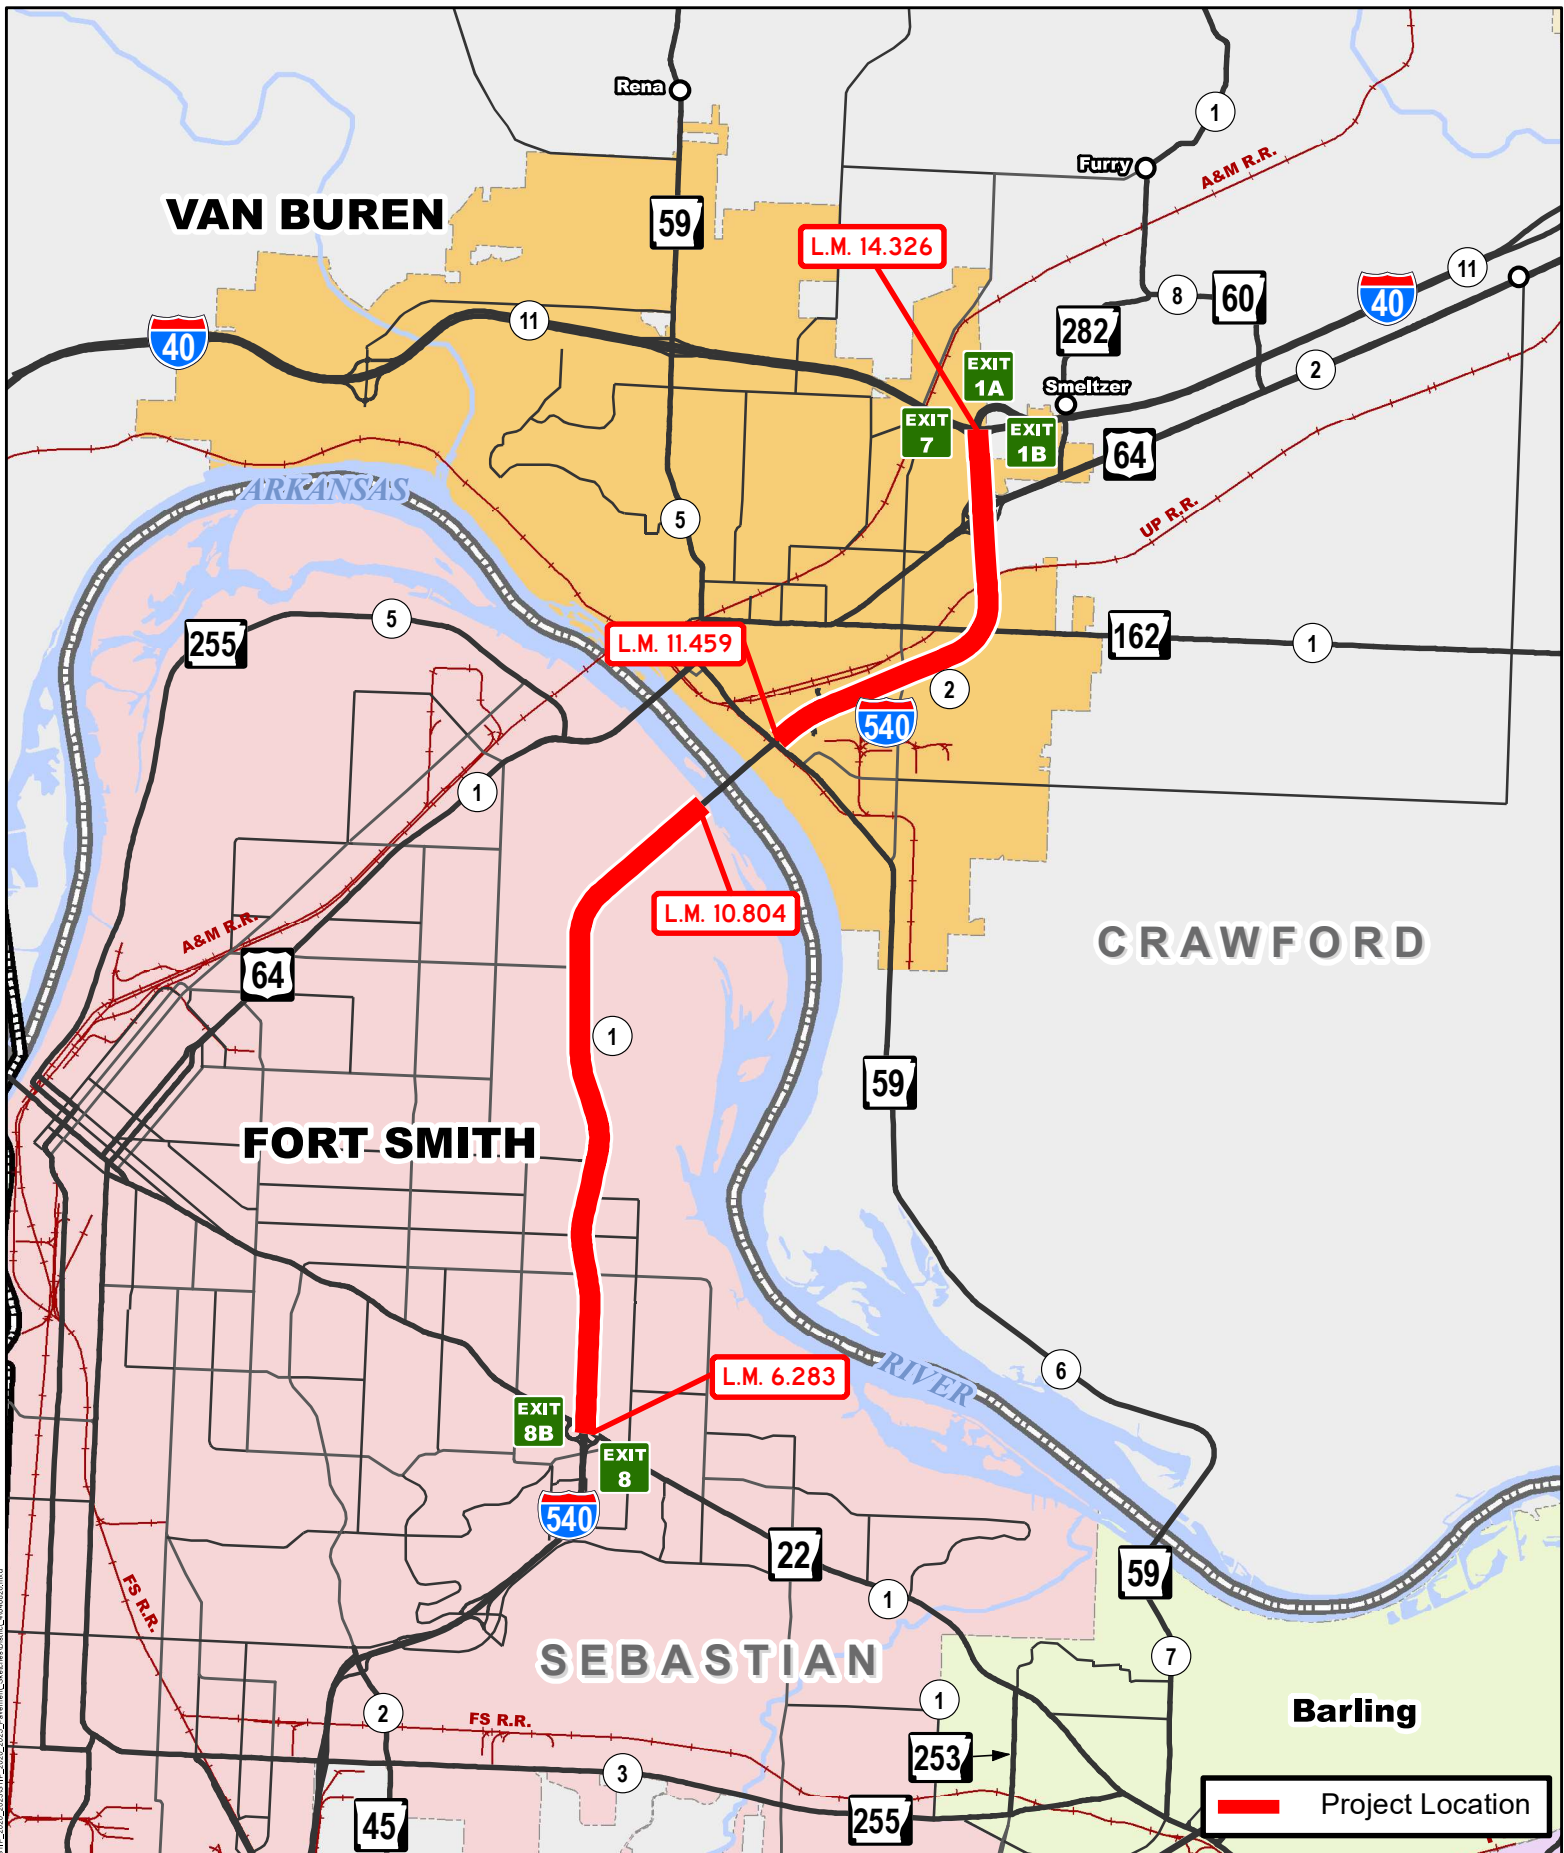 Rena
1
Furry
A&M R.R.
VAN BUREN
59
L.M. 14.326
11
8
60
40
282
11
40
2
EXIT
1A
Smeltzer
EXIT
7
EXIT
1B
64
ARKANSAS
5
UP R.R.
5
255
L.M. 11.459
162
1
2
540
1
L.M. 10.804
A&M R.R.
CRAWFORD
64
1
59
FORT SMITH
RIVER
6
L.M. 6.283
EXIT
8B
EXIT
8
540
22
59
FS R.R.
1
SEBASTIAN
7
1
2
FS R.R.
Barling
253
3
45
255
Project Location